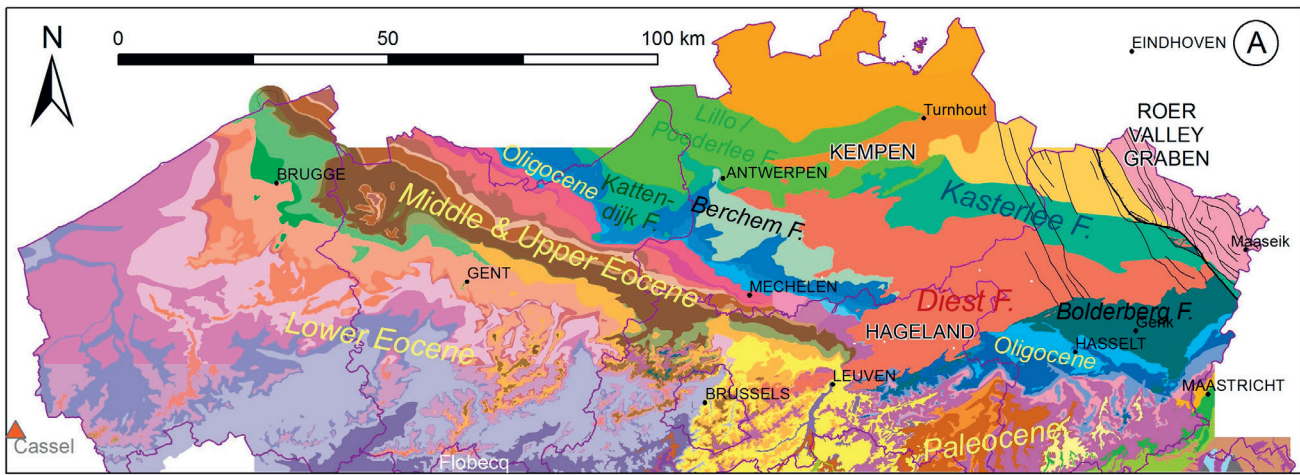 N
0 50 100 km
EINDHOVEN
A
ROER
VALLEY
GRABEN
Turnhout
Lillo /
Poederlee F.
KEMPEN
Oligocene
ANTWERPEN
BRUGGE
Katten-
dijk F.
Berchem F.
Kasterlee F.
Middle & Upper Eocene
Maaseik
GENT
MECHELEN
Diest F.
Bolderberg F.
Genk
HAGELAND
HASSELT
Lower Eocene
Oligocene
LEUVEN
MAASTRICHT
BRUSSELS
Cassel
Paleocene
Flobecq